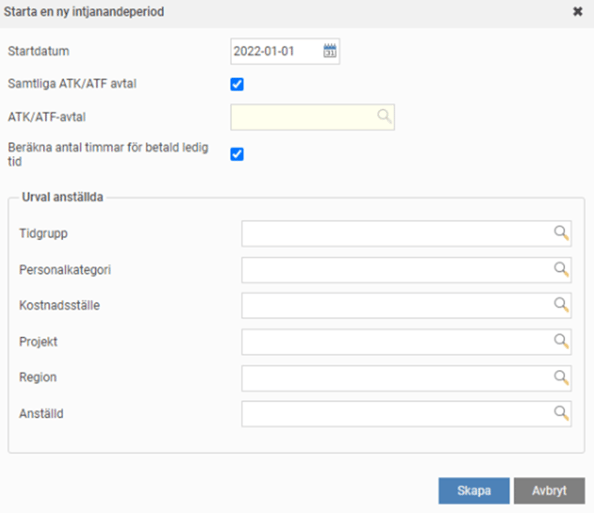 Starta en ny intjanandeperiod
Startdatum
2022-01-01
Samtliga ATK/ATF avtal
ATK/ATF-avtal
Beräkna antal timmar för betald ledig
tid
Urval anställda
Tidgrupp
Personalkategori
Kostnadsställe
Projekt
Region
Anställd
Skapa
Avbryt